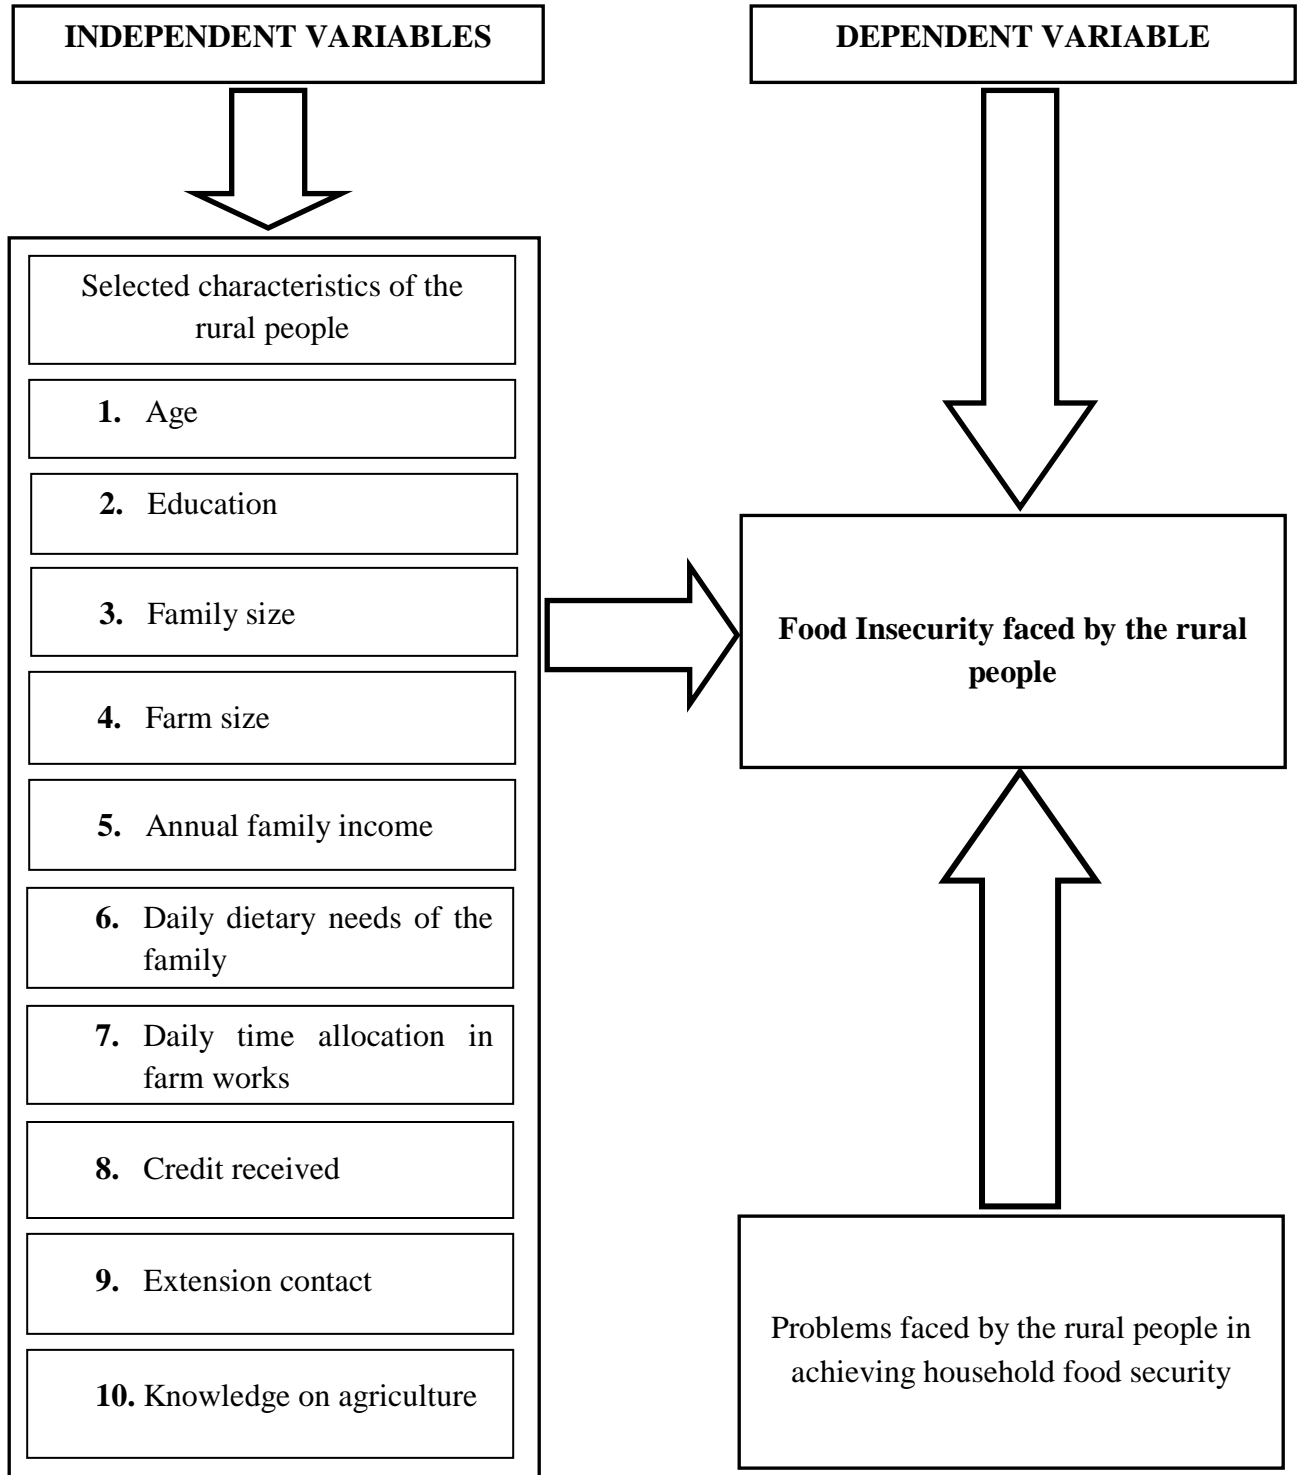 INDEPENDENT VARIABLES
DEPENDENT VARIABLE
Selected characteristics of the
rural people
1. Age
2. Education
3. Family size
4. Farm size
5. Annual family income
6. Daily dietary needs of the
family
7. Daily time allocation in
farm works
8. Credit received
9. Extension contact
10. Knowledge on agriculture
Food Insecurity faced by the rural
people
Problems faced by the rural people in
achieving household food security